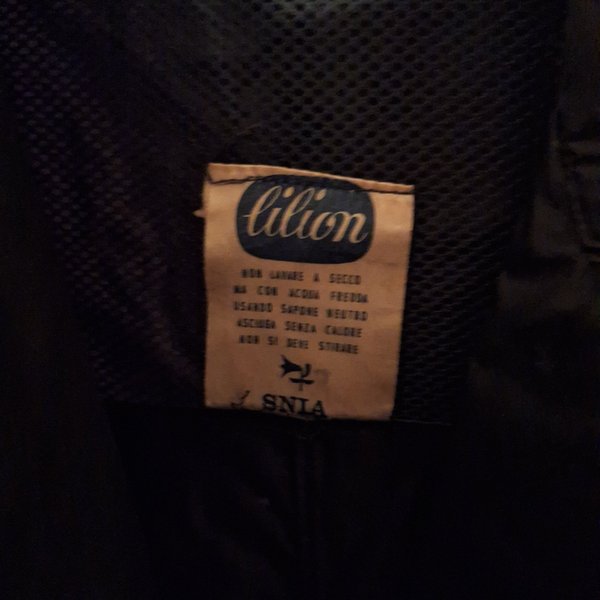 lilion
NON LAVARE A SECCO
MA CON ACQUA FREDDA
USANDO SAPONE NEUTRO
ASCIUGA SENZA CALORE
NON SI DEVE STIRARE
SNIA